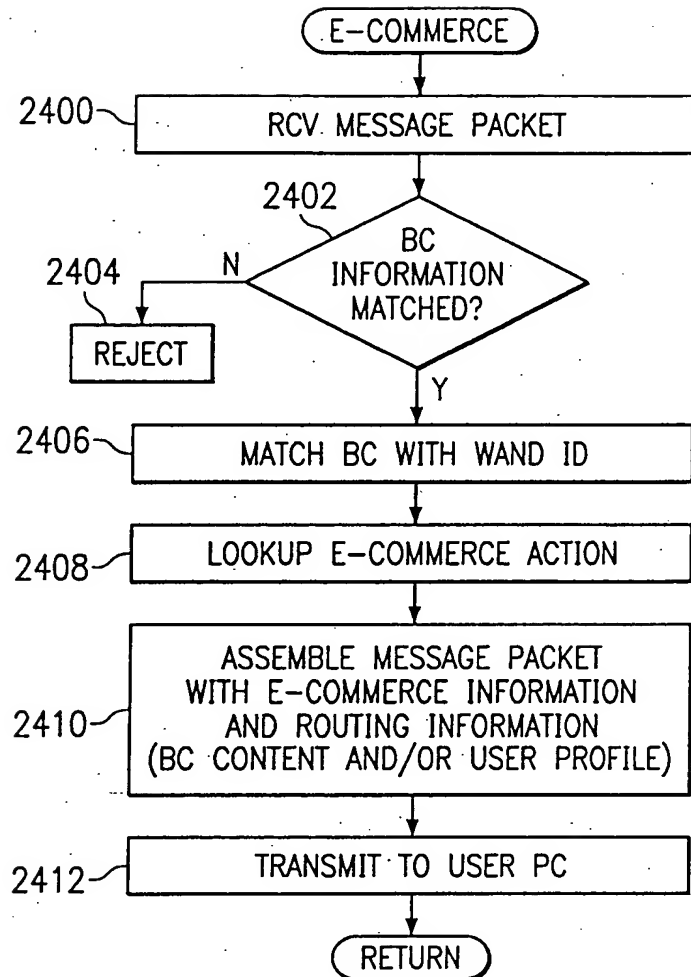 E-COMMERCE
2400
RCV MESSAGE PACKET
2402
BC
INFORMATION
MATCHED?
N
2404
REJECT
Y
2406
MATCH BC WITH WAND ID
2408
LOOKUP E-COMMERCE ACTION
2410
ASSEMBLE MESSAGE PACKET
WITH E-COMMERCE INFORMATION
AND ROUTING INFORMATION
(BC CONTENT AND/OR USER PROFILE)
2412
TRANSMIT TO USER PC
RETURN